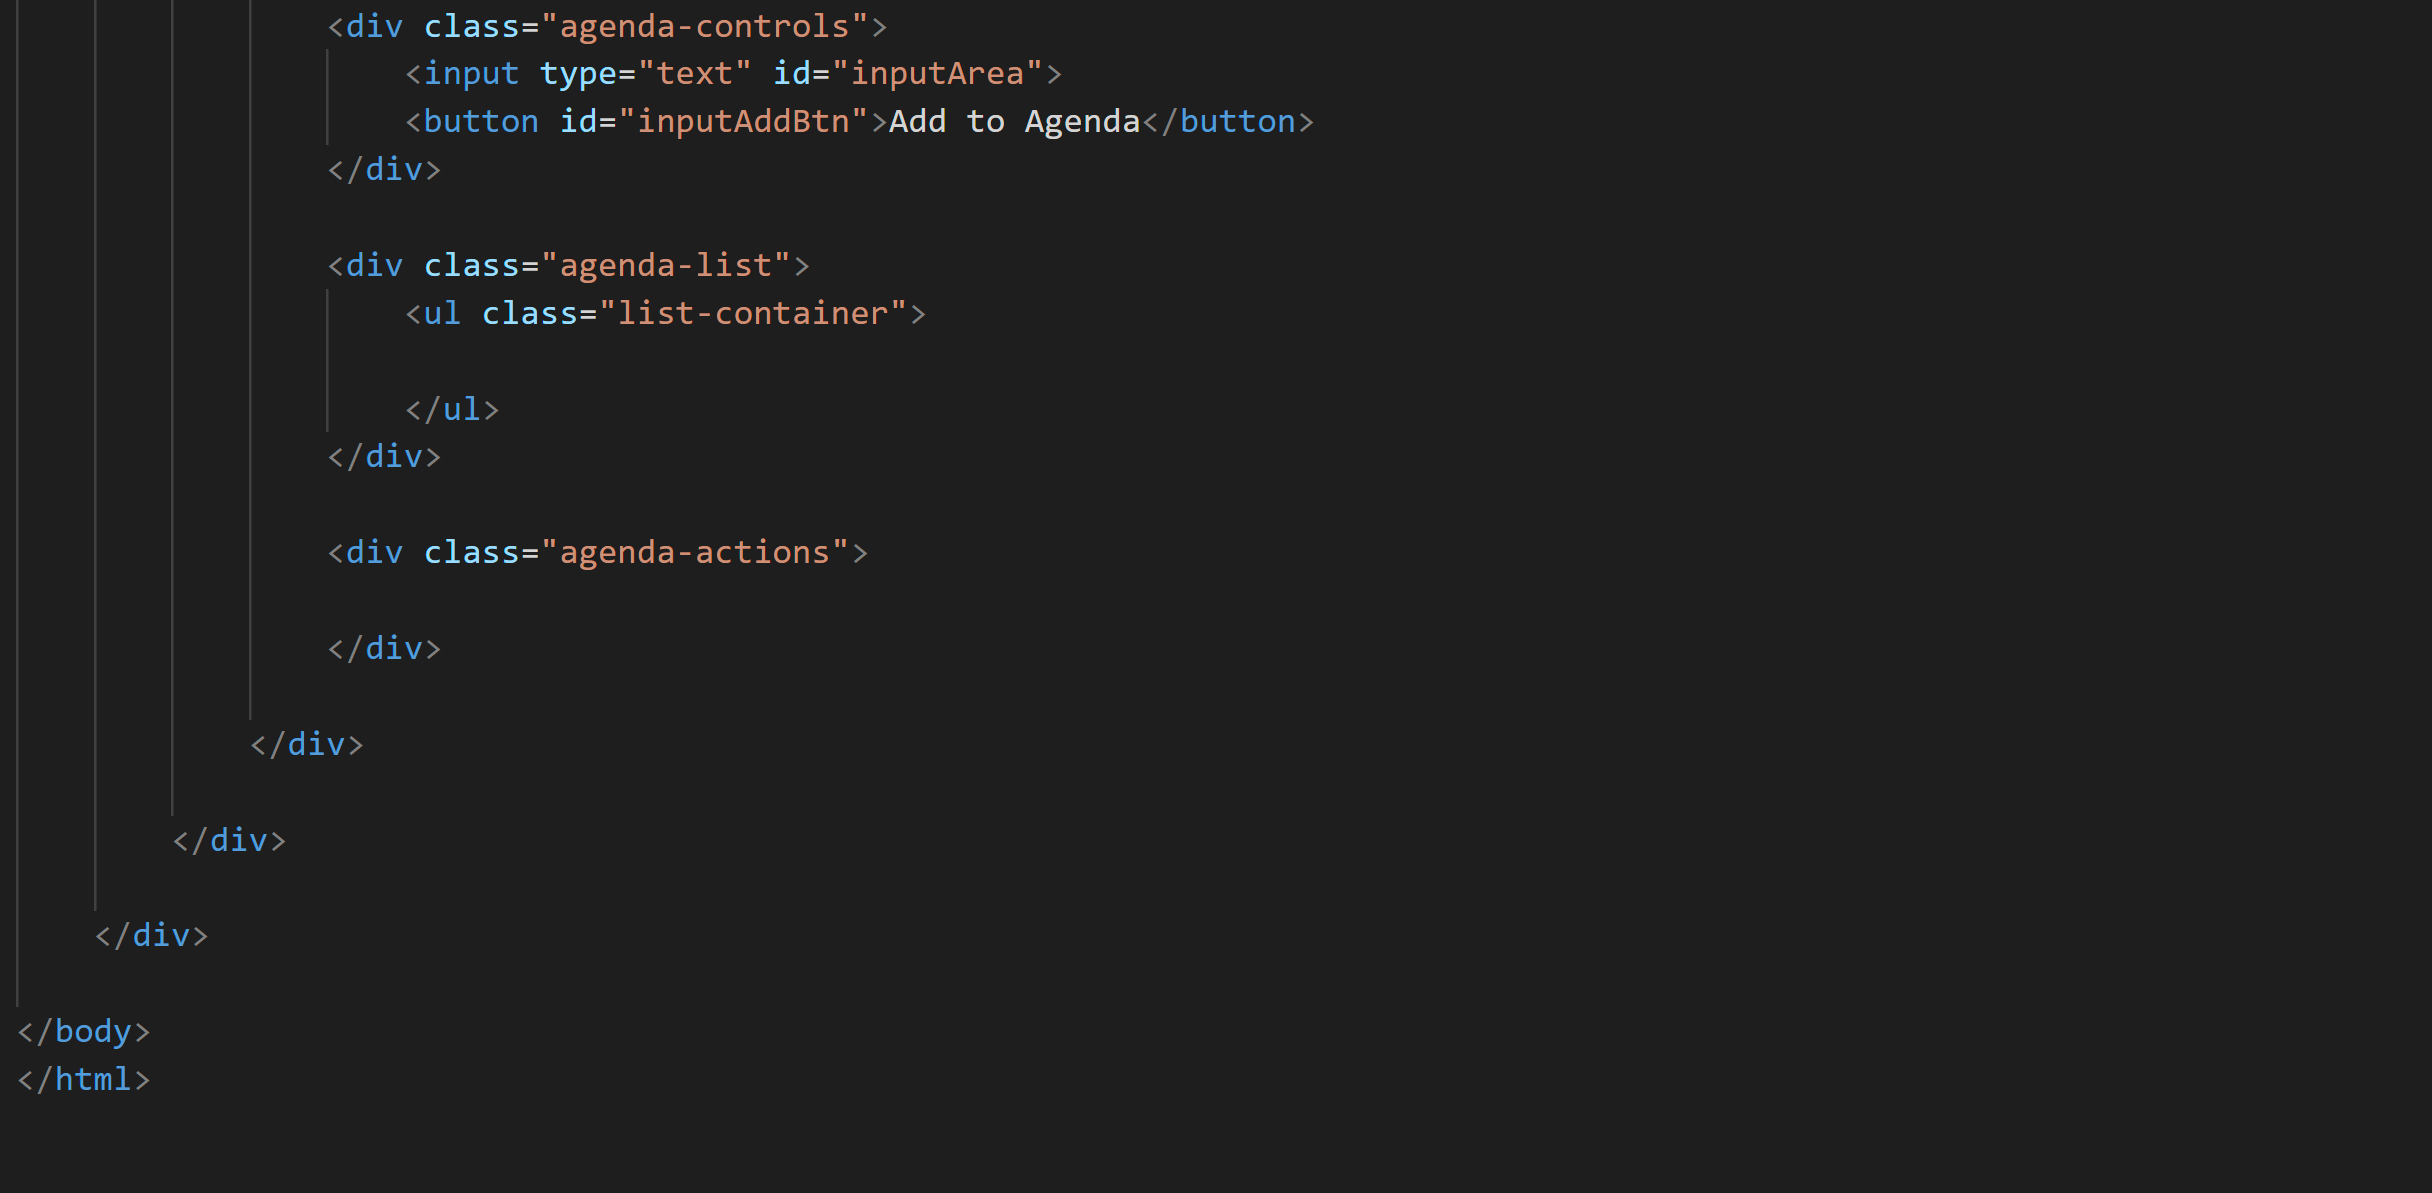 <div class="agenda-controls">
<input type="text" id="inputArea">
<button id="inputAddBtn">Add to Agenda</button>
</div>
<div class="agenda-list">
<ul class="list-container">
</ul>
</div>
<div class="agenda-actions">
</div>
</div>
</div>
</div>
</body>
</html>